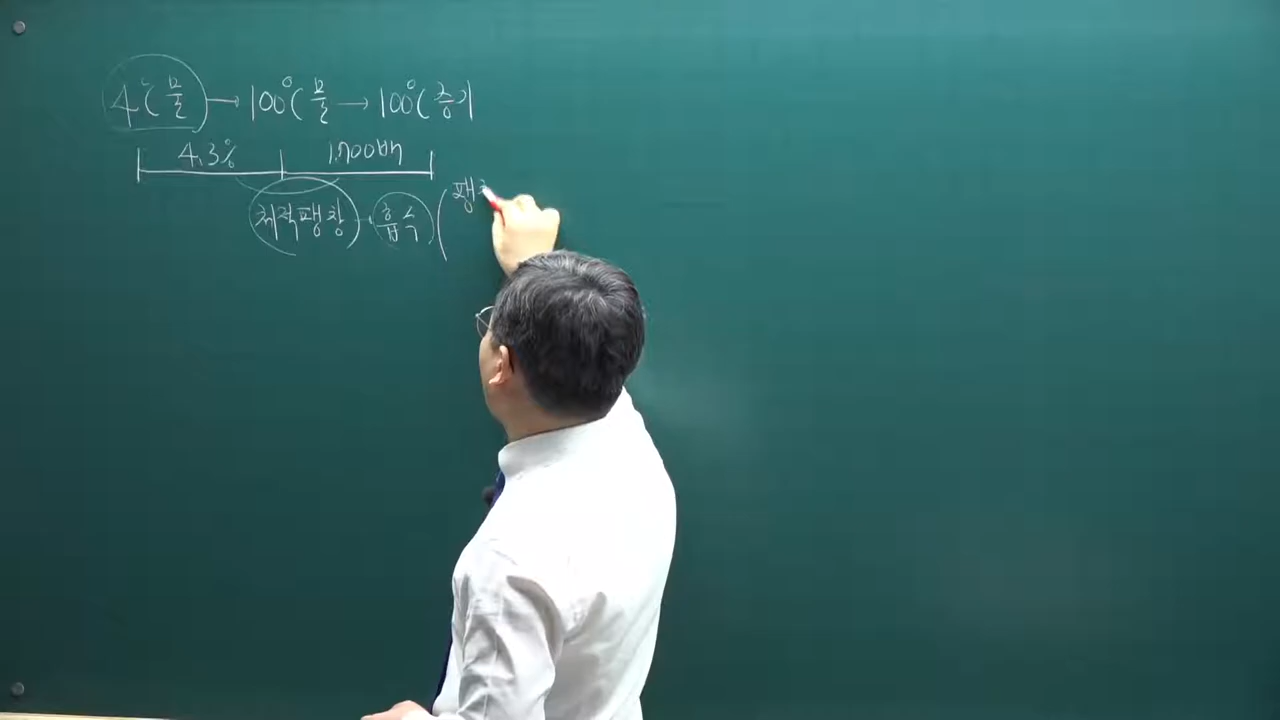 4℃ 물 → 100℃ 물 → 100℃ 증기
4.3% 1,700배
체적팽창 → 흡수 ( 팽